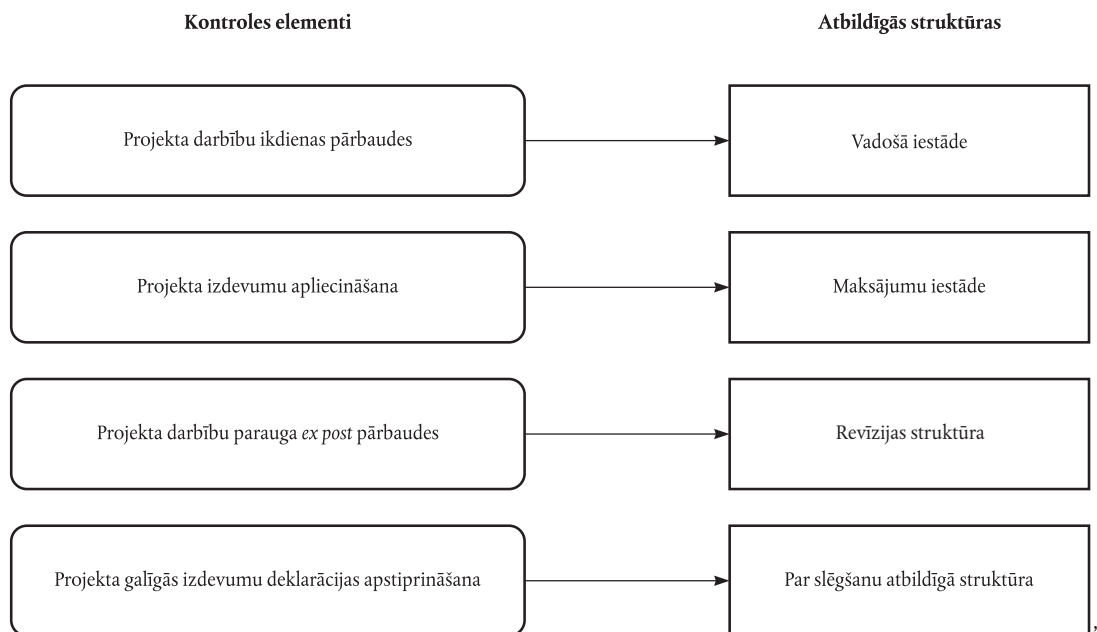 Kontroles elementi
Atbildīgās struktūras
Projekta darbību ikdienas pārbaudes
Vadošā iestāde
Projekta izdevumu apliecināšana
Maksājumu iestāde
Projekta darbību parauga ex post pārbaudes
Revīzijas struktūra
Projekta galīgās izdevumu deklarācijas apstiprināšana
Par slēgšanu atbildīgā struktūra
,